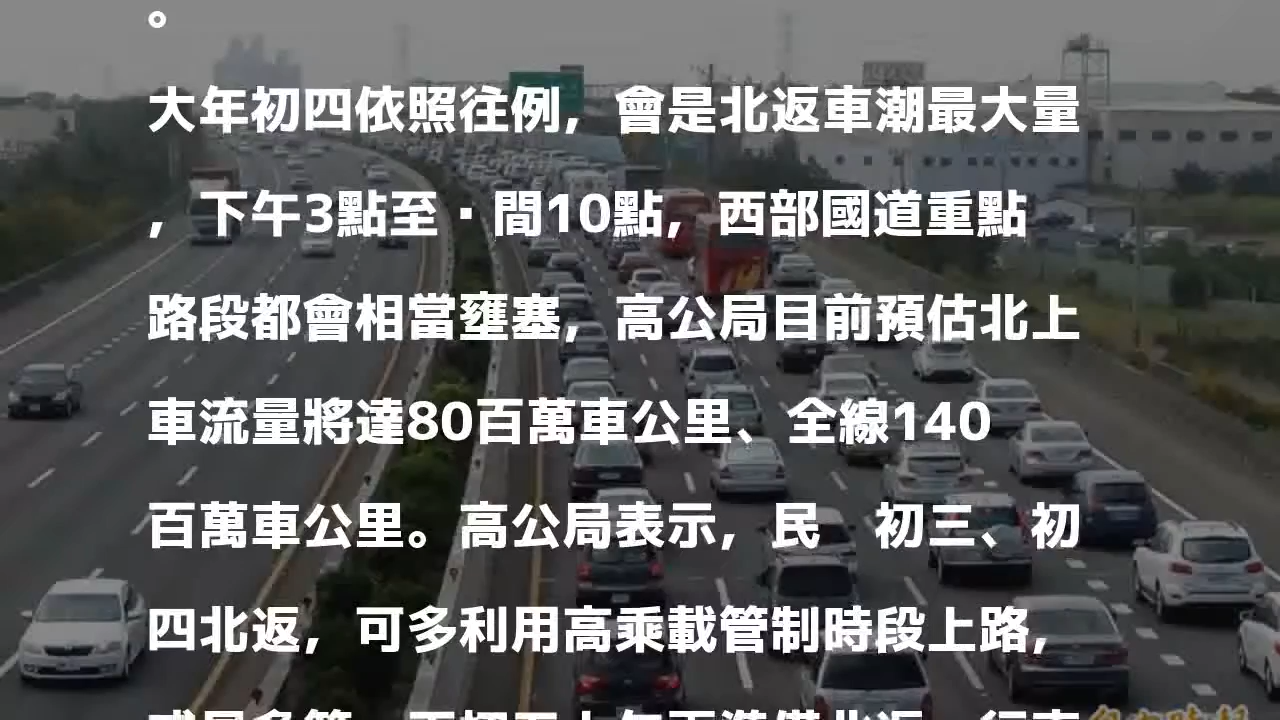 。
大年初四依照往例，會是北返車潮最大量
，下午3點至▪間10點，西部國道重點
路段都會相當壅塞，高公局目前預估北上
車流量將達80百萬車公里、全線140
百萬車公里。高公局表示，民　初三、初
四北返，可多利用高乘載管制時段上路，